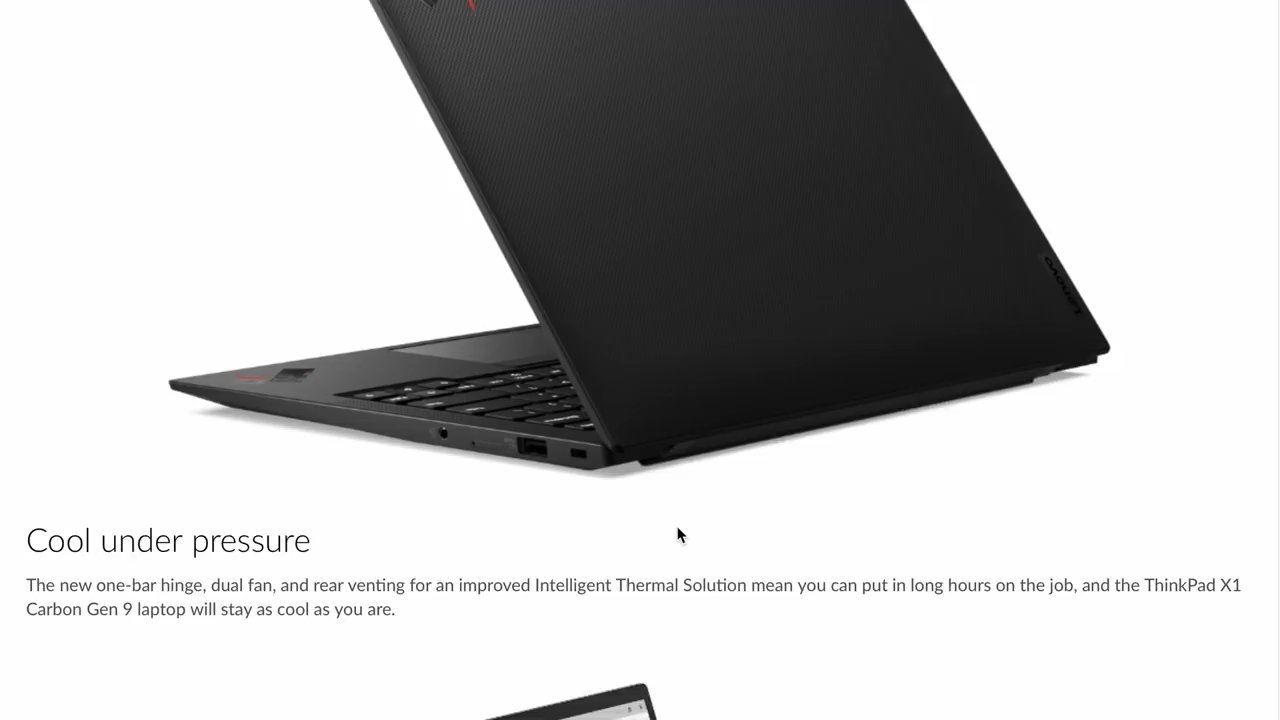 Lenovo
Cool under pressure
The new one-bar hinge, dual fan, and rear venting for an improved Intelligent Thermal Solution mean you can put in long hours on the job, and the ThinkPad X1
Carbon Gen 9 laptop will stay as cool as you are.